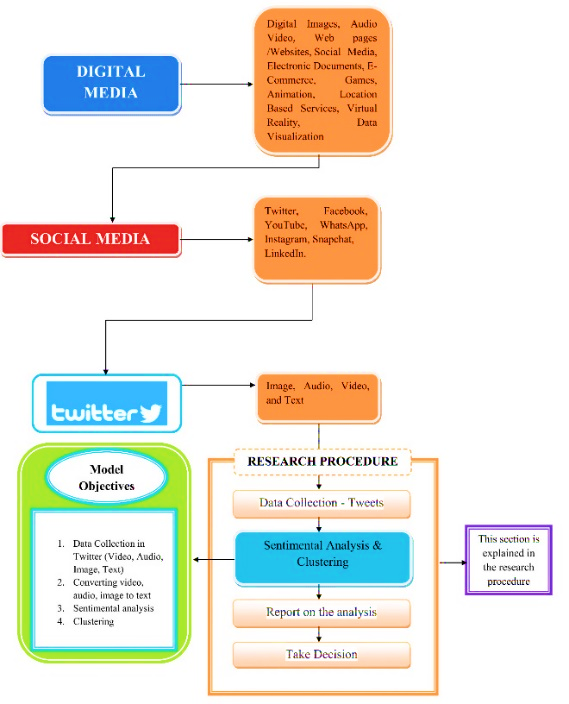 DIGITAL
MEDIA
Digital Images, Audio
Video, Web pages
/Websites, Social Media,
Electronic Documents, E-
Commerce, Games,
Animation, Location
Based Services, Virtual
Reality, Data
Visualization
SOCIAL MEDIA
Twitter, Facebook,
YouTube, WhatsApp,
Instagram, Snapchat,
LinkedIn.
twitter
Image, Audio, Video,
and Text
Model
Objectives
1. Data Collection in
Twitter (Video, Audio,
Image, Text)
2. Converting video,
audio, image to text
3. Sentimental analysis
4. Clustering
RESEARCH PROCEDURE
Data Collection - Tweets
Sentimental Analysis &
Clustering
Report on the analysis
Take Decision
This section is
explained in
the research
procedure